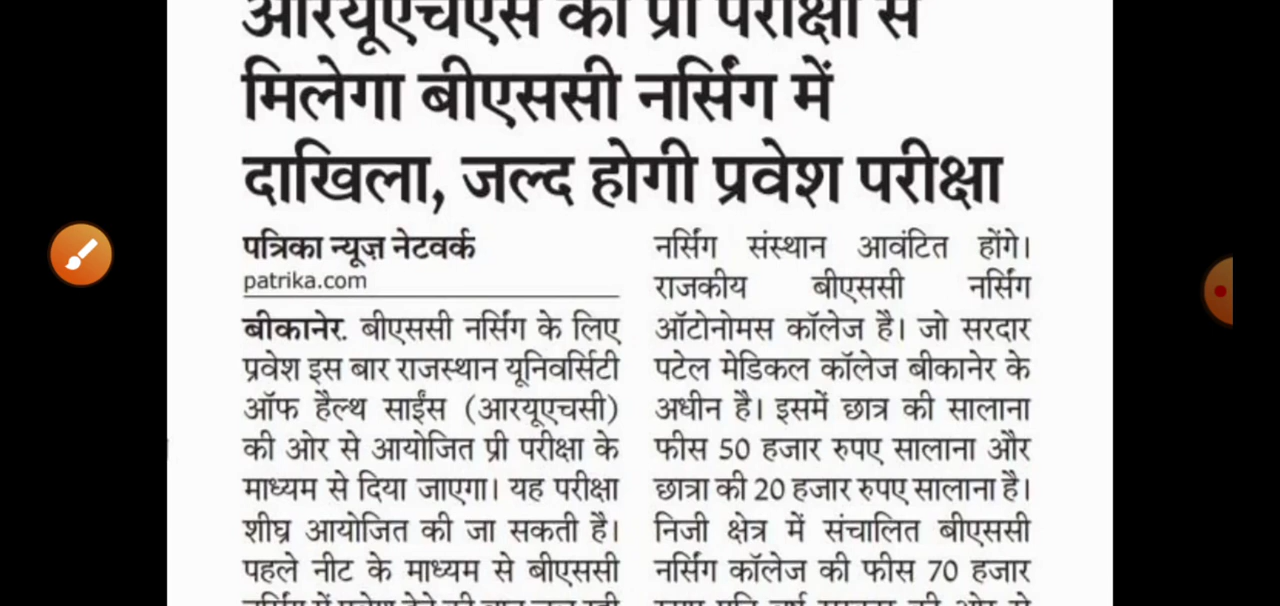 आरयूएचएस की प्री परीक्षा से
मिलेगा बीएससी नर्सिंग में
दाखिला, जल्द होगी प्रवेश परीक्षा
पत्रिका न्यूज़ नेटवर्क
patrika.com
बीकानेर. बीएससी नर्सिंग के लिए
प्रवेश इस बार राजस्थान यूनिवर्सिटी
ऑफ हैल्थ साईंस (आरयूएचसी)
की ओर से आयोजित प्री परीक्षा के
माध्यम से दिया जाएगा। यह परीक्षा
शीघ्र आयोजित की जा सकती है।
पहले नीट के माध्यम से बीएससी
नर्सिंग संस्थान आवंटित होंगे।
राजकीय बीएससी नर्सिंग
ऑटोनोमस कॉलेज है। जो सरदार
पटेल मेडिकल कॉलेज बीकानेर के
अधीन है। इसमें छात्र की सालाना
फीस 50 हजार रुपए सालाना और
छात्रा की 20 हजार रुपए सालाना है।
निजी क्षेत्र में संचालित बीएससी
नर्सिंग कॉलेज की फीस 70 हजार